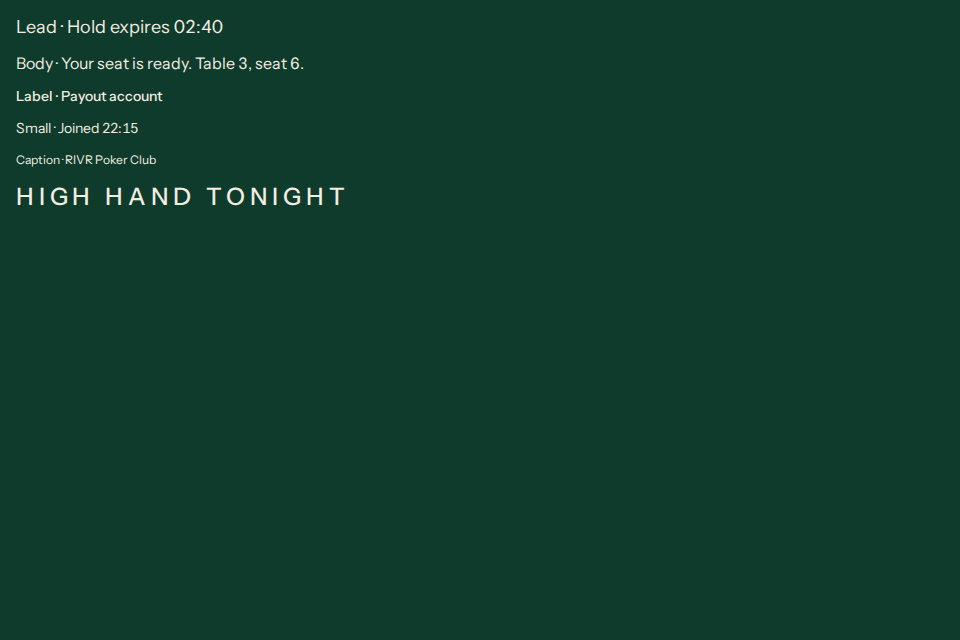 Lead · Hold expires 02:40
Body · Your seat is ready. Table 3, seat 6.
Label · Payout account
Small · Joined 22:15
Caption · RIVR Poker Club
HIGH HAND TONIGHT